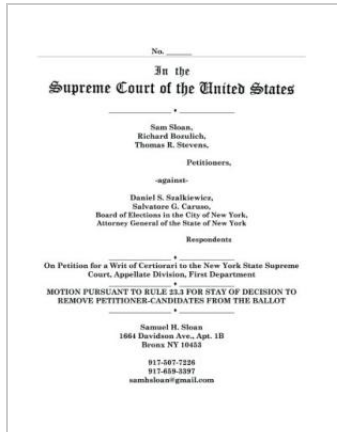 No. ______
In the
Supreme Court of the United States
Sam Sloan,
Richard Bozulich,
Thomas R. Stevens,
Petitioners,
-against-
Daniel S. Szalkiewicz,
Salvatore G. Caruso,
Board of Elections in the City of New York,
Attorney General of the State of New York
Respondents
On Petition for a Writ of Certiorari to the New York State Supreme
Court, Appellate Division, First Department
MOTION PURSUANT TO RULE 23.3 FOR STAY OF DECISION TO
REMOVE PETITIONER-CANDIDATES FROM THE BALLOT
Samuel H. Sloan
1664 Davidson Ave., Apt. 1B
Bronx NY 10453
917-507-7226
917-659-3397
samhsloan@gmail.com